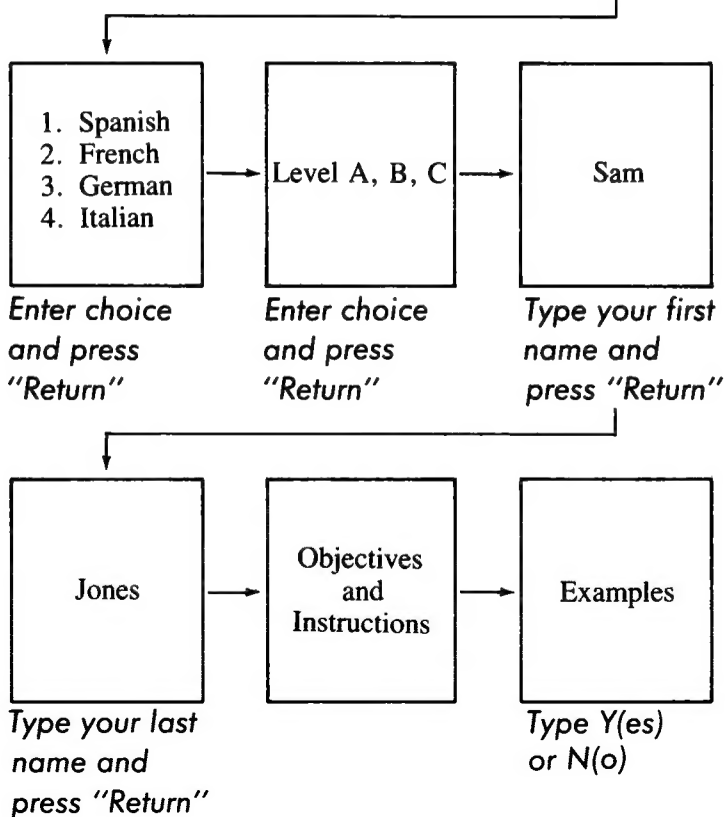 1. Spanish
2. French
3. German
4. Italian
Enter choice
and press
"Return"
Level A, B, C
Enter choice
and press
"Return"
Sam
Type your first
name and
press "Return"
Jones
Type your last
name and
press "Return"
Objectives
and
Instructions
Examples
Type Y(es)
or N(o)